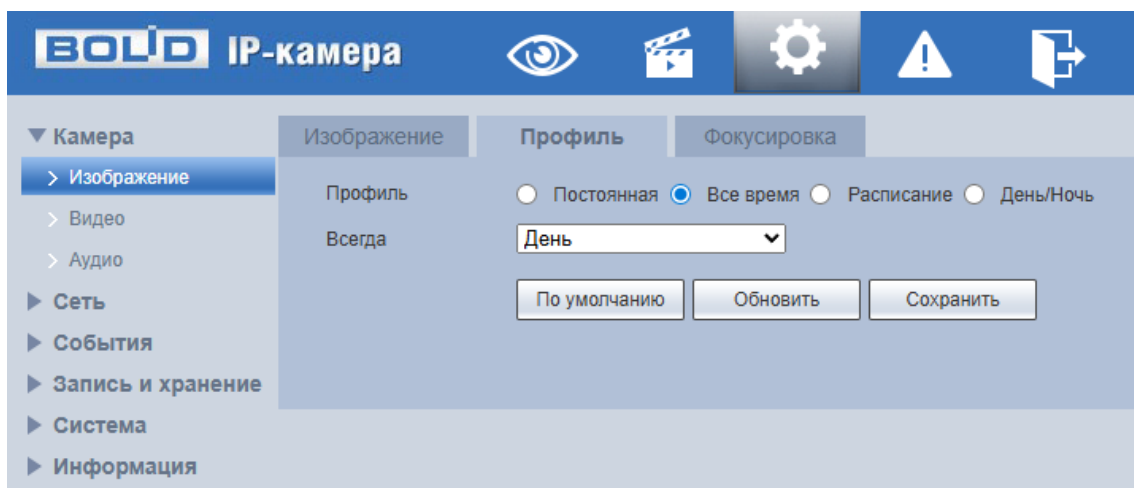 BOLID IP-камера
Камера
Изображение
Видео
Аудио
Сеть
События
Запись и хранение
Система
Информация
Изображение Профиль Фокусировка
Профиль Постоянная Все время Расписание День/Ночь
Всегда День
По умолчанию Обновить Сохранить